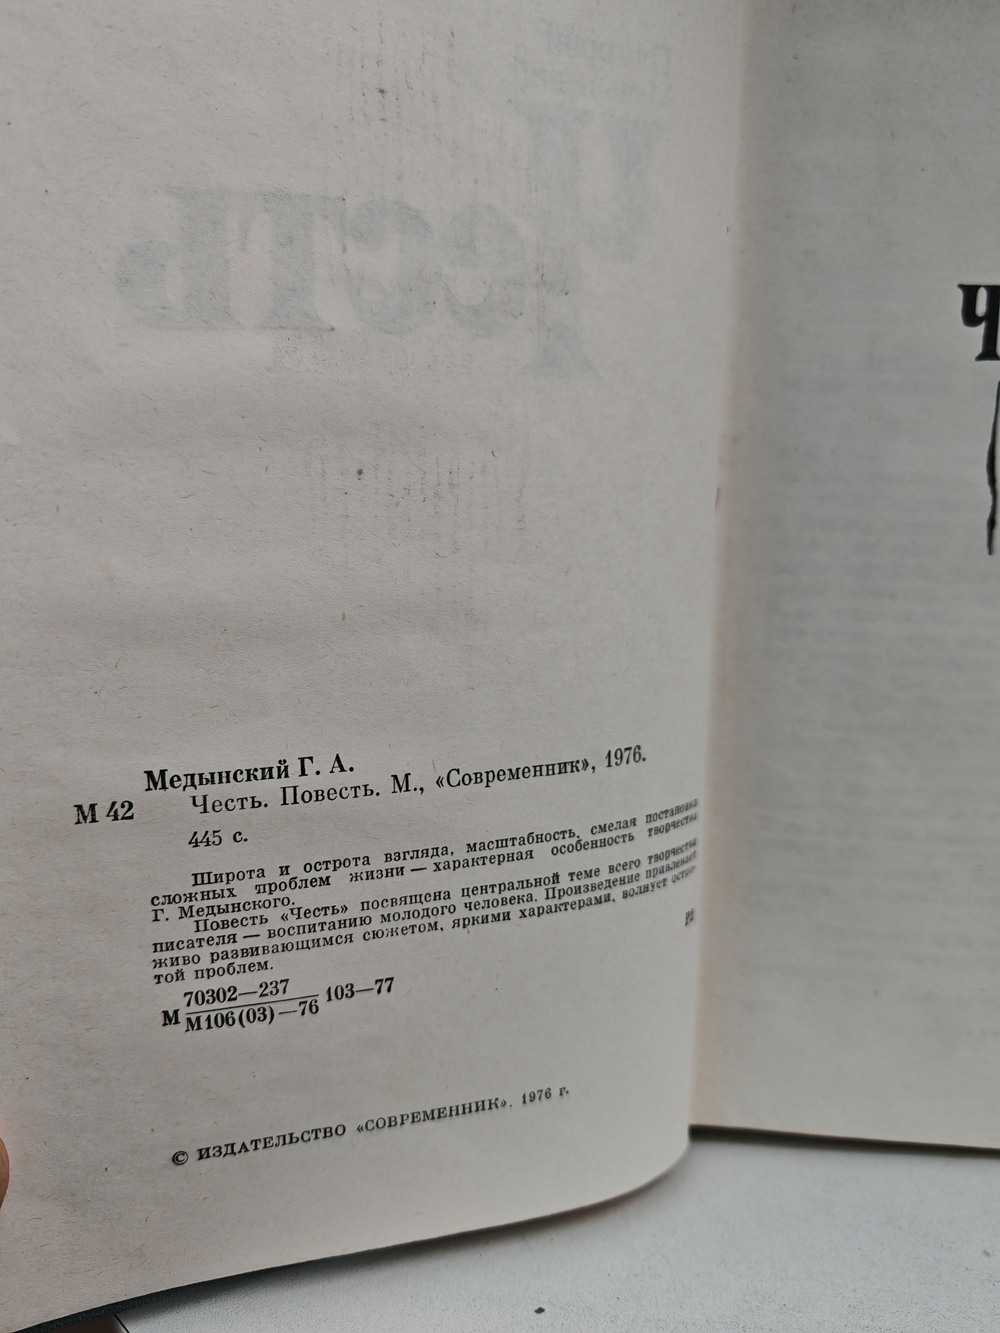 Медынский Г. А.
М 42
Честь. Повесть. М., «Современник», 1976.
445 с.
Широта и острота взгляда, масштабность, смелая постановка
сложных проблем жизни — характерная особенность творчества
Г. Медынского.
Повесть «Честь» посвящена центральной теме всего творчества
писателя — воспитанию молодого человека. Произведение привлекает
живо развивающимся сюжетом, яркими характерами, волнует остро-
той проблем.
М 70302—237
М106(03)—76 103—77
© ИЗДАТЕЛЬСТВО «СОВРЕМЕННИК», 1976 г.
Ч